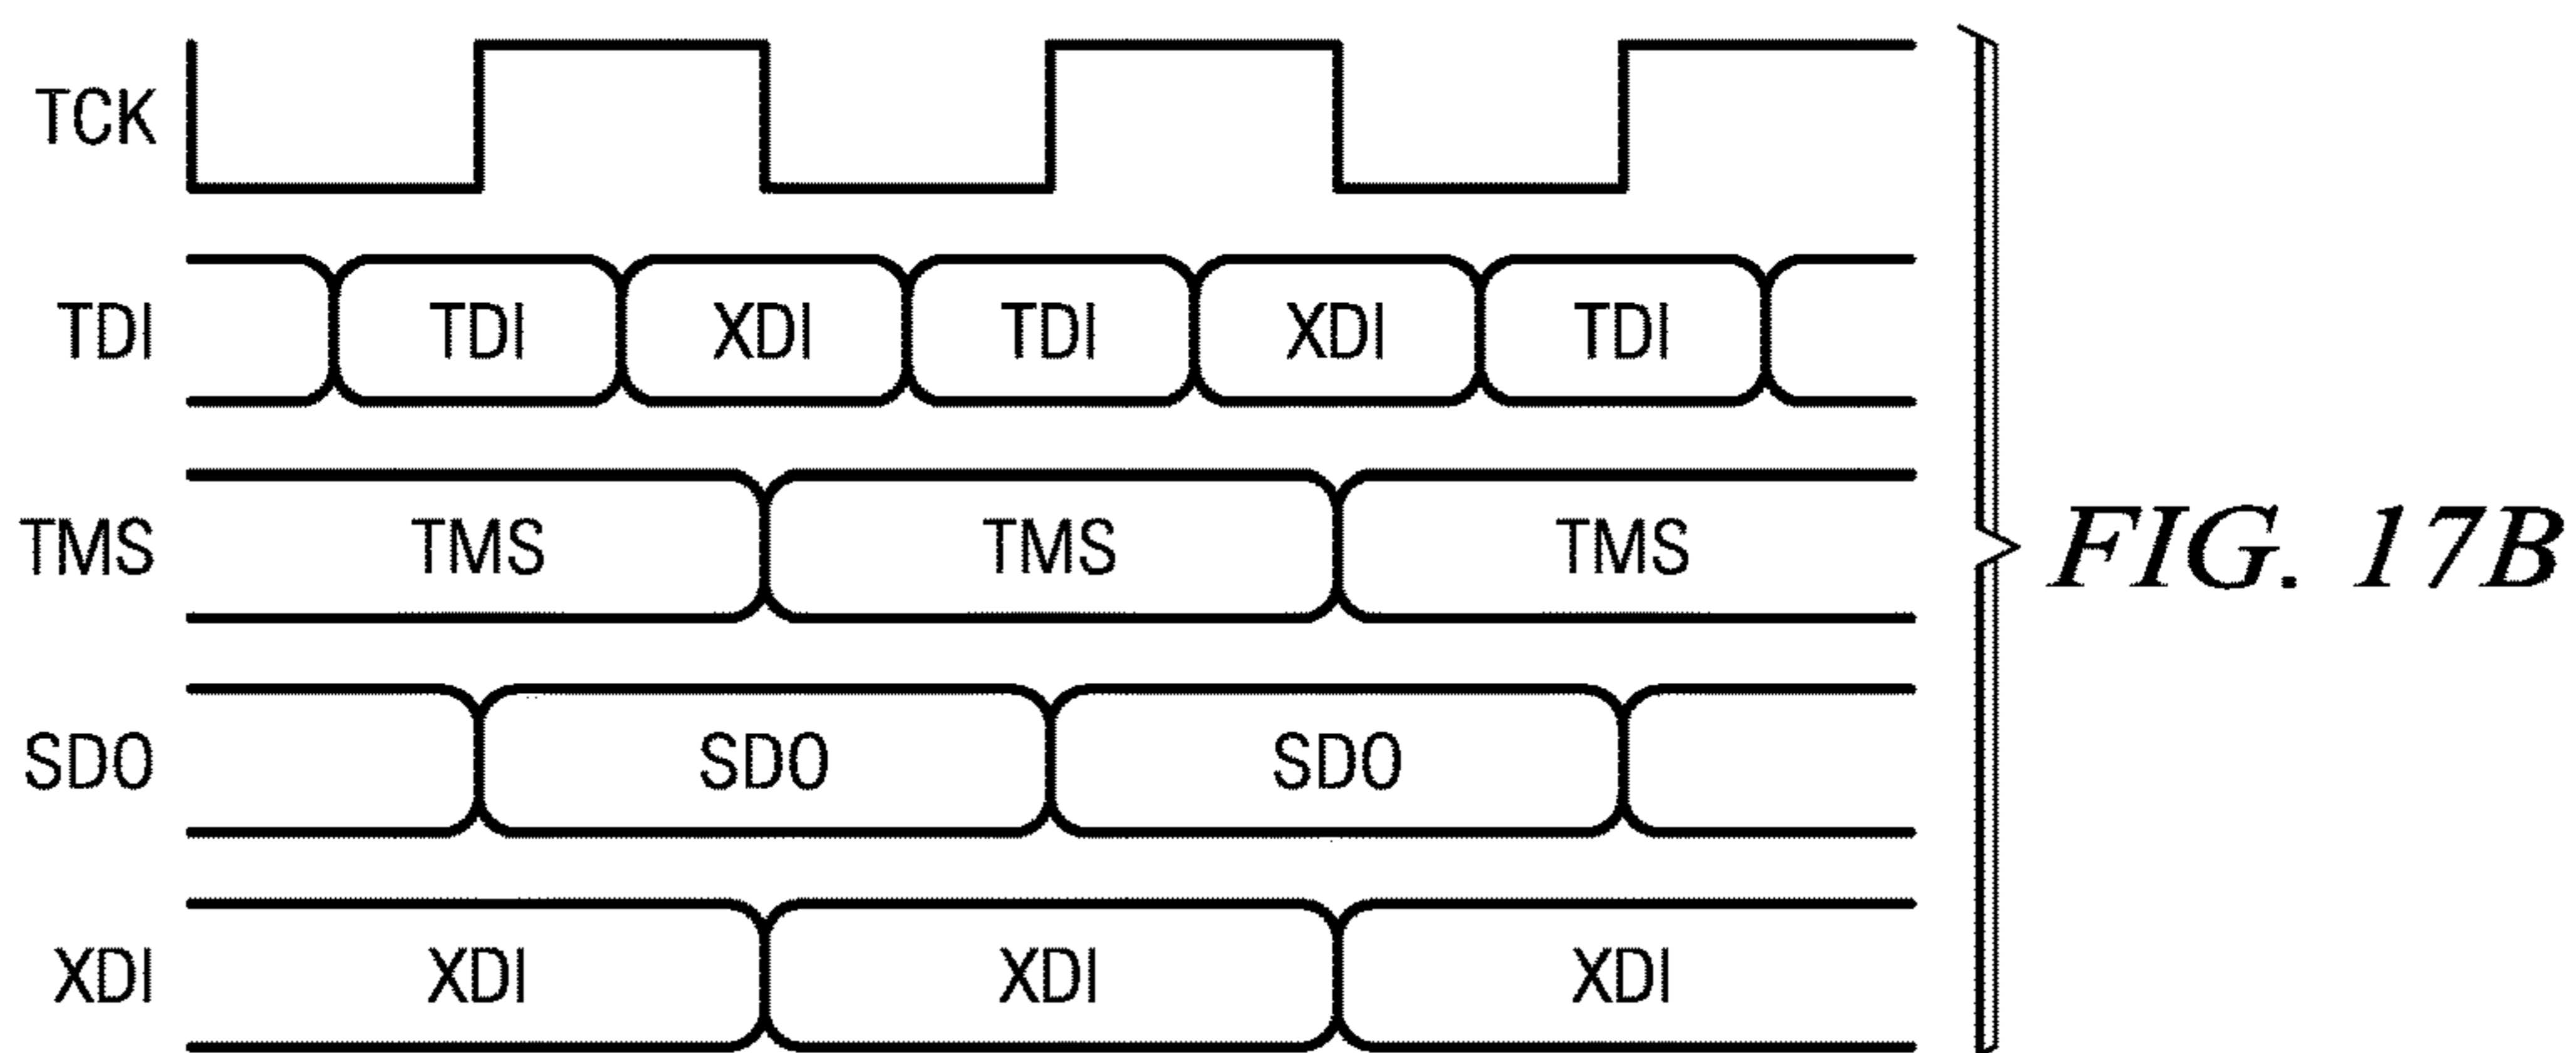 TCK
TDI TDI XDI TDI XDI TDI
TMS TMS TMS TMS
SDO SDO SDO
XDI XDI XDI XDI
FIG. 17B